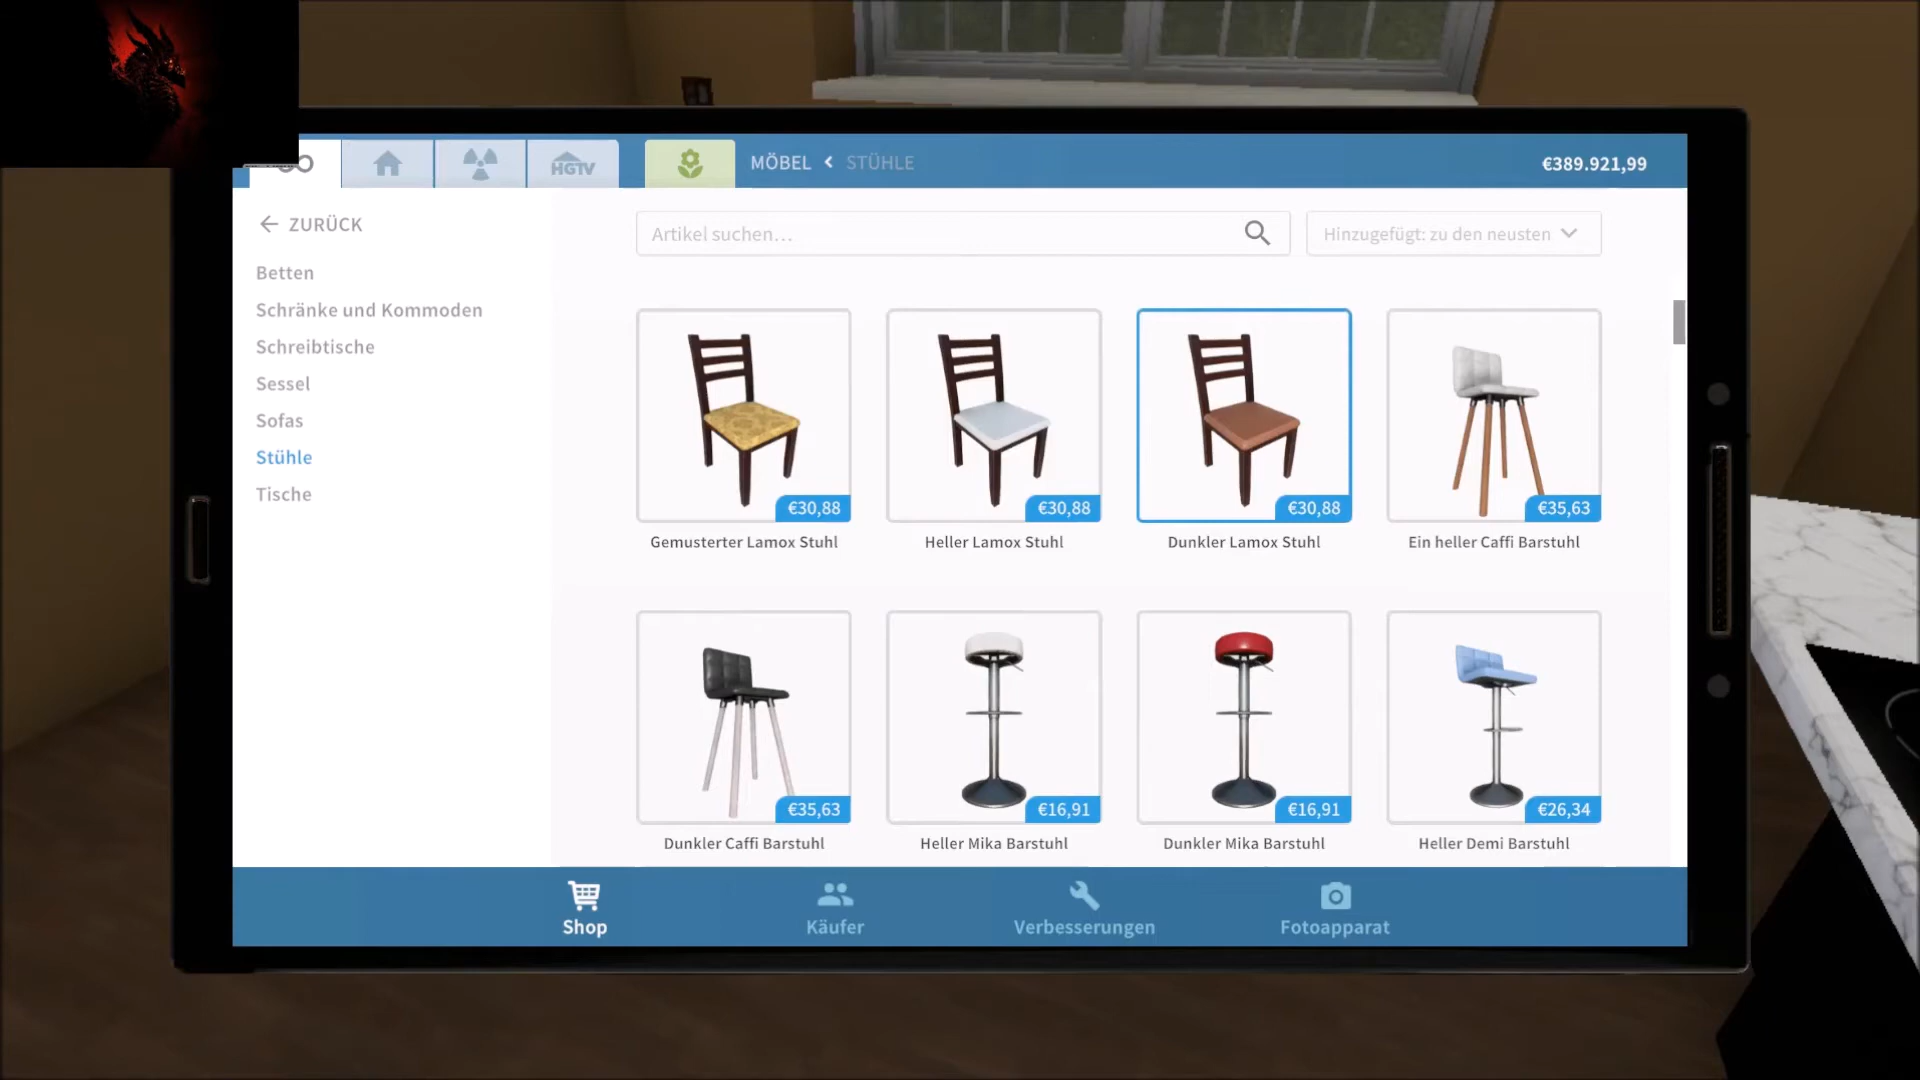 HGTV
MÖBEL < STÜHLE
€389.921,99
ZURÜCK
Artikel suchen...
Hinzugefügt: zu den neusten
Betten
Schränke und Kommoden
Schreibtische
Sessel
Sofas
Stühle
Tische
€30,88
€30,88
€30,88
€35,63
Gemusterter Lamox Stuhl
Heller Lamox Stuhl
Dunkler Lamox Stuhl
Ein heller Caffi Barstuhl
€35,63
€16,91
€16,91
€26,34
Dunkler Caffi Barstuhl
Heller Mika Barstuhl
Dunkler Mika Barstuhl
Heller Demi Barstuhl
Shop
Käufer
Verbesserungen
Fotoapparat